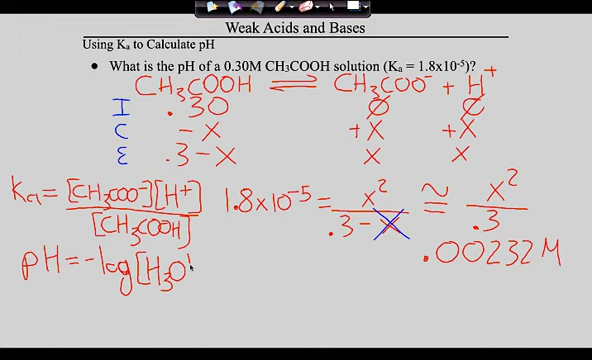 Weak Acids and Bases
Using Ka to Calculate pH
• What is the pH of a 0.30M CH₃COOH solution (Ka = 1.8x10⁻⁵)?
CH₃COOH ⇌ CH₃COO⁻ + H⁺
I .30 Ø Ø
C -X +X +X
E .3-X X X
Ka = [CH₃COO⁻][H⁺] / [CH₃COOH] 1.8x10⁻⁵ = x² / .3-x ≅ x² / .3
.00232 M
pH = -log[H₃O